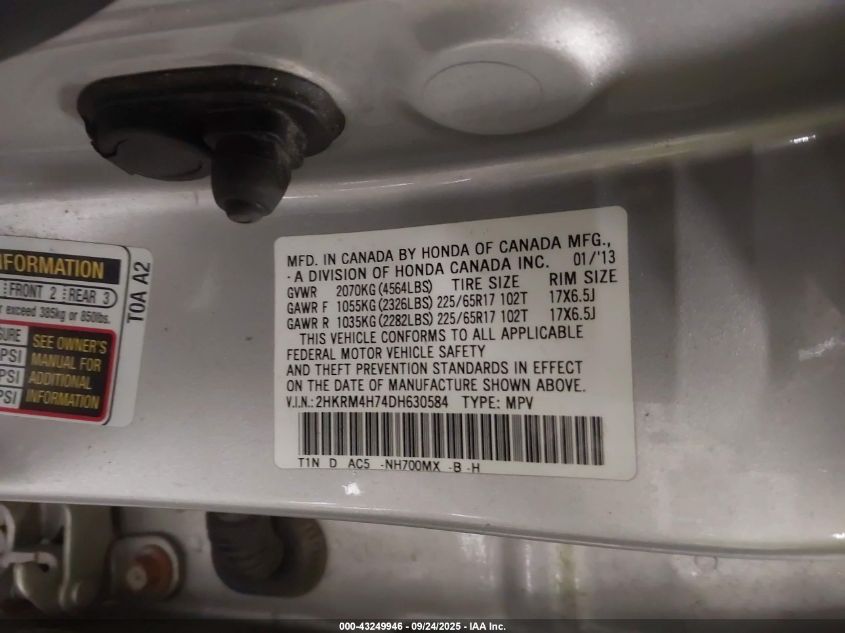 NFORMATION
FRONT 2 REAR 3
r exceed 385kg or 850lbs.
SURE
SEE OWNER'S
PSI MANUAL FOR
PSI ADDITIONAL
PSI INFORMATION
T0A A2
MFD. IN CANADA BY HONDA OF CANADA MFG.,
-A DIVISION OF HONDA CANADA INC. 01/'13
GVWR 2070KG(4564LBS) TIRE SIZE RIM SIZE
GAWR F 1055KG(2326LBS) 225/65R17 102T 17X6.5J
GAWR R 1035KG(2282LBS) 225/65R17 102T 17X6.5J
THIS VEHICLE CONFORMS TO ALL APPLICABLE
FEDERAL MOTOR VEHICLE SAFETY
AND THEFT PREVENTION STANDARDS IN EFFECT
ON THE DATE OF MANUFACTURE SHOWN ABOVE.
V.I.N.: 2HKRM4H74DH630584 TYPE: MPV
T1N D AC5 -NH700MX -B -H
000-43249946 - 09/24/2025 - IAA Inc.